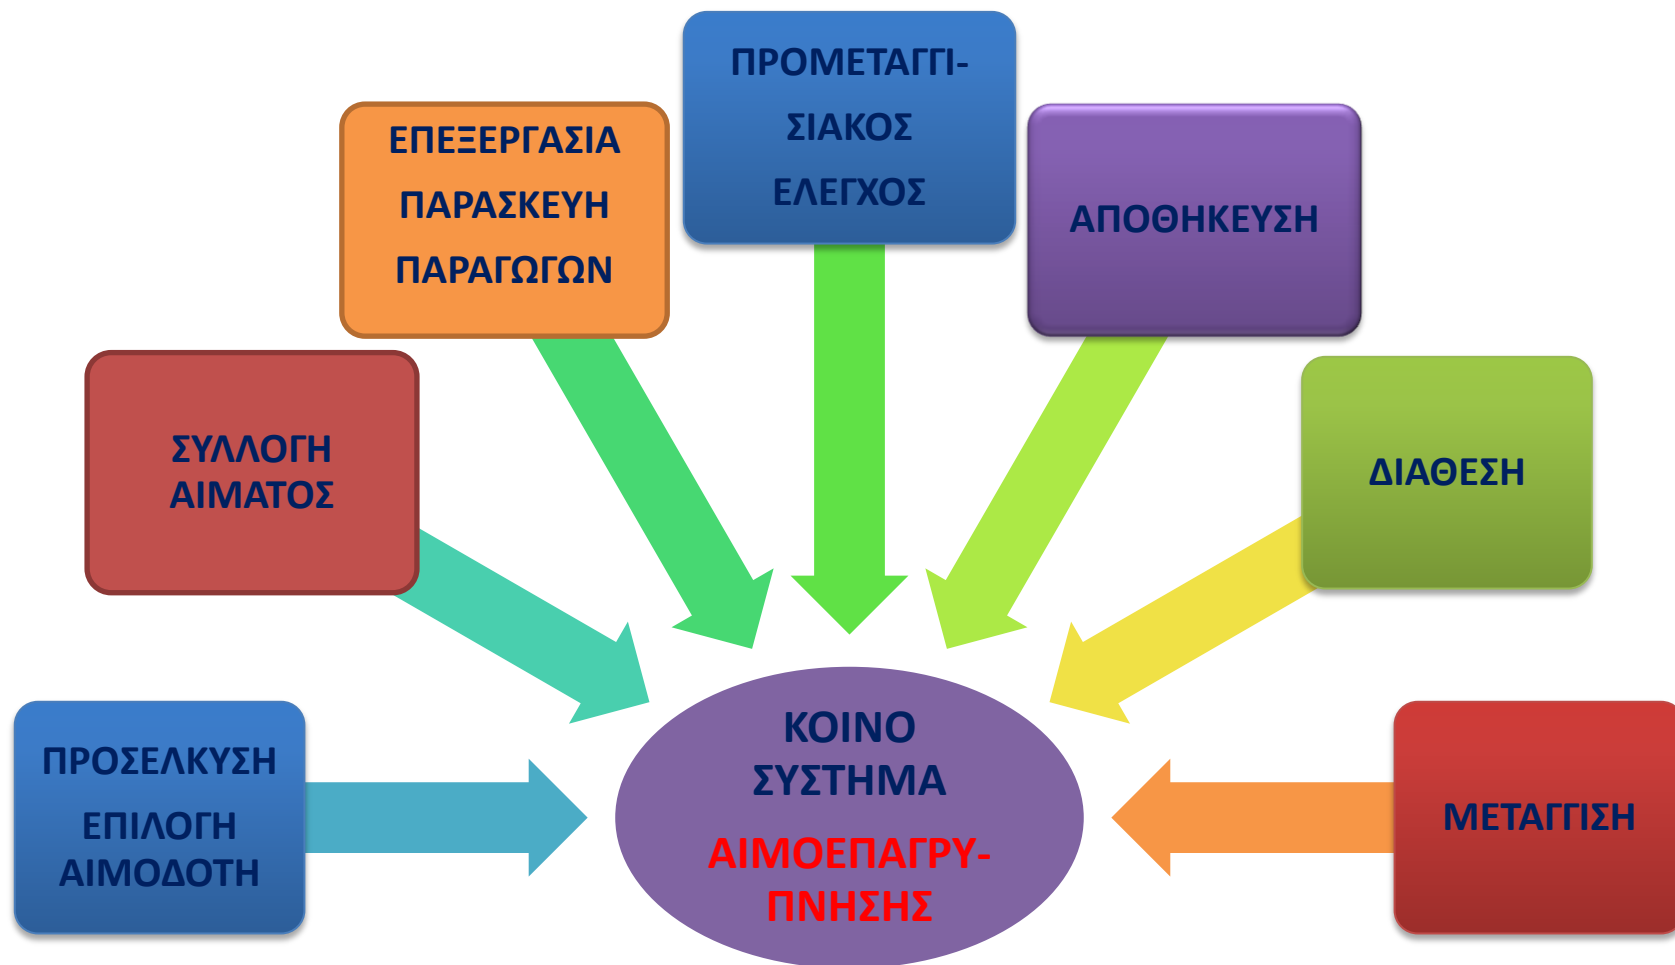 ΠΡΟΣΕΛΚΥΣΗ
ΕΠΙΛΟΓΗ
ΑΙΜΟΔΟΤΗ
ΣΥΛΛΟΓΗ
ΑΙΜΑΤΟΣ
ΕΠΕΞΕΡΓΑΣΙΑ
ΠΑΡΑΣΚΕΥΗ
ΠΑΡΑΓΩΓΩΝ
ΠΡΟΜΕΤΑΓΓΙ-
ΣΙΑΚΟΣ
ΕΛΕΓΧΟΣ
ΑΠΟΘΗΚΕΥΣΗ
ΔΙΑΘΕΣΗ
ΜΕΤΑΓΓΙΣΗ
ΚΟΙΝΟ
ΣΥΣΤΗΜΑ
ΑΙΜΟΕΠΑΓΡΥ-
ΠΝΗΣΗΣ